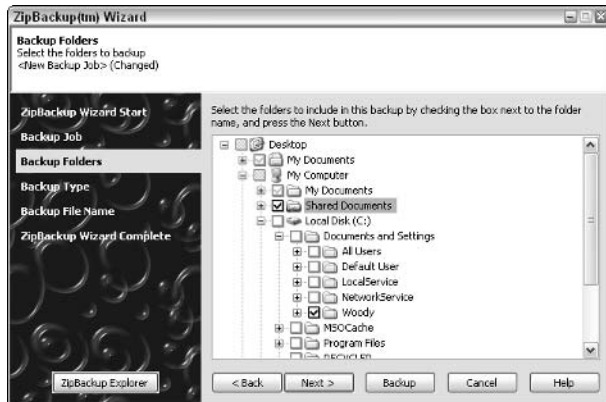 ZipBackup(tm) Wizard
Backup Folders
Select the folders to backup
<New Backup Job> (Changed)
ZipBackup Wizard Start
Backup Job
Backup Folders
Backup Type
Backup File Name
ZipBackup Wizard Complete
ZipBackup Explorer
Select the folders to include in this backup by checking the box next to the folder
name, and press the Next button.
Desktop
My Documents
My Computer
My Documents
Shared Documents
Local Disk (C:)
Documents and Settings
All Users
Default User
LocalService
NetworkService
Woody
MSOCache
Program Files
RECYCLED
< Back
Next >
Backup
Cancel
Help